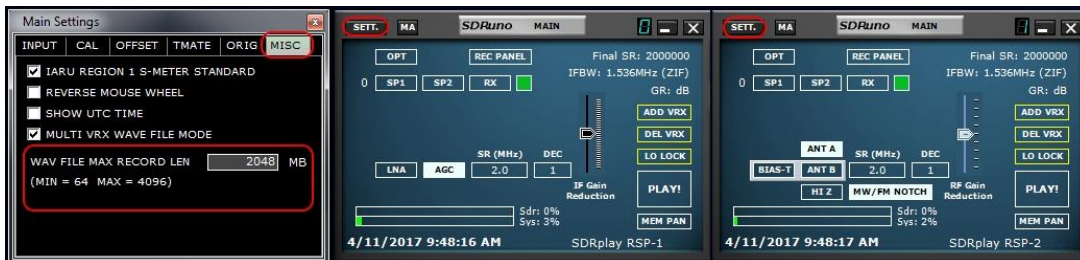 Main Settings
INPUT CAL OFFSET TMATE ORIG MISC
IARU REGION 1 S-METER STANDARD
REVERSE MOUSE WHEEL
SHOW UTC TIME
MULTI VRX WAVE FILE MODE
WAV FILE MAX RECORD LEN 2048 MB
(MIN = 64 MAX = 4096)
SETT. MA SDRuno MAIN 0
OPT REC PANEL Final SR: 2000000
IFBW: 1.536MHz (ZIF)
0 SP1 SP2 RX GR: dB
ADD VRX
DEL VRX
SR (MHz) DEC LO LOCK
LNA AGC 2.0 1
IF Gain
Reduction
PLAY!
Sdr: 0%
Sys: 3% MEM PAN
4/11/2017 9:48:16 AM SDRplay RSP-1
SETT. MA SDRuno MAIN 1
OPT REC PANEL Final SR: 2000000
IFBW: 1.536MHz (ZIF)
0 SP1 SP2 RX GR: dB
ADD VRX
DEL VRX
ANT A SR (MHz) DEC LO LOCK
BIAS-T ANT B 2.0 1
HI Z MW/FM NOTCH
RF Gain
Reduction
PLAY!
Sdr: 0%
Sys: 2% MEM PAN
4/11/2017 9:48:17 AM SDRplay RSP-2